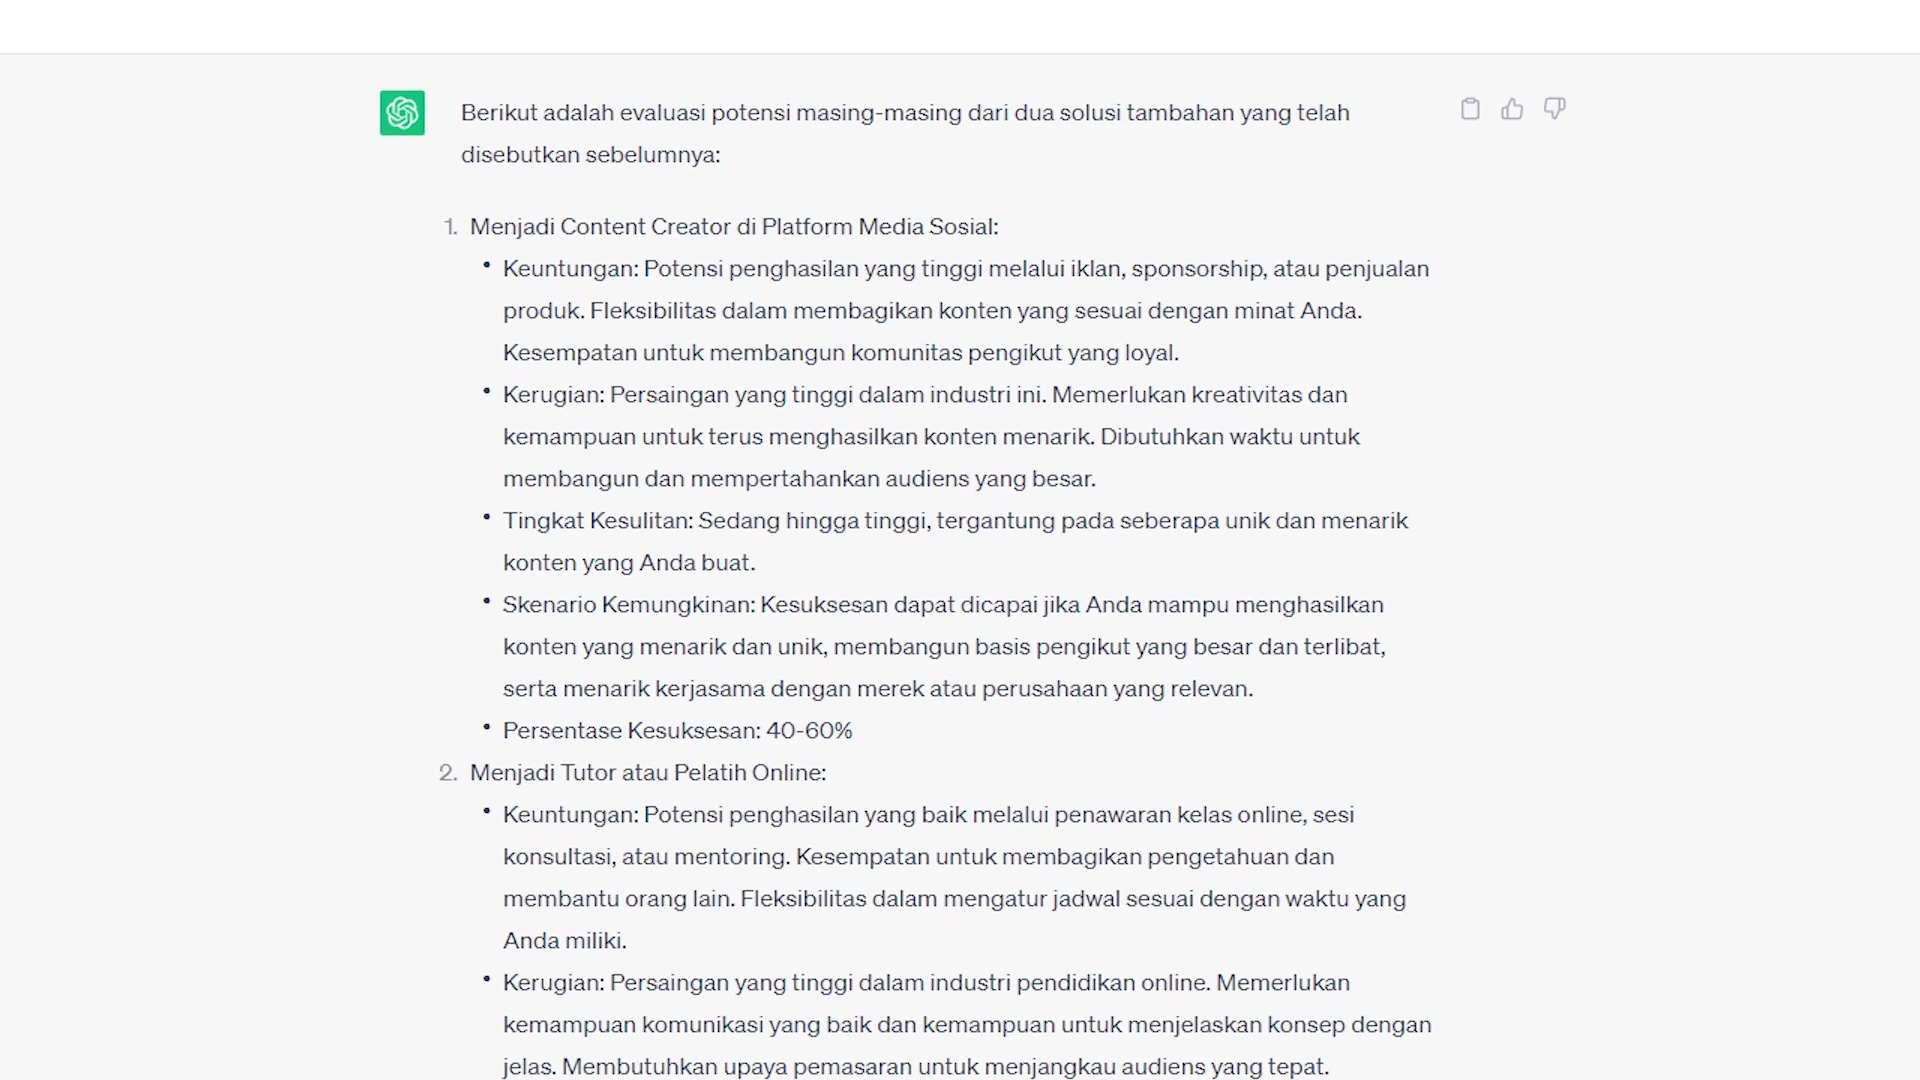 Berikut adalah evaluasi potensi masing-masing dari dua solusi tambahan yang telah
disebutkan sebelumnya:
1. Menjadi Content Creator di Platform Media Sosial:
• Keuntungan: Potensi penghasilan yang tinggi melalui iklan, sponsorship, atau penjualan
produk. Fleksibilitas dalam membagikan konten yang sesuai dengan minat Anda.
Kesempatan untuk membangun komunitas pengikut yang loyal.
• Kerugian: Persaingan yang tinggi dalam industri ini. Memerlukan kreativitas dan
kemampuan untuk terus menghasilkan konten menarik. Dibutuhkan waktu untuk
membangun dan mempertahankan audiens yang besar.
• Tingkat Kesulitan: Sedang hingga tinggi, tergantung pada seberapa unik dan menarik
konten yang Anda buat.
• Skenario Kemungkinan: Kesuksesan dapat dicapai jika Anda mampu menghasilkan
konten yang menarik dan unik, membangun basis pengikut yang besar dan terlibat,
serta menarik kerjasama dengan merek atau perusahaan yang relevan.
• Persentase Kesuksesan: 40-60%
2. Menjadi Tutor atau Pelatih Online:
• Keuntungan: Potensi penghasilan yang baik melalui penawaran kelas online, sesi
konsultasi, atau mentoring. Kesempatan untuk membagikan pengetahuan dan
membantu orang lain. Fleksibilitas dalam mengatur jadwal sesuai dengan waktu yang
Anda miliki.
• Kerugian: Persaingan yang tinggi dalam industri pendidikan online. Memerlukan
kemampuan komunikasi yang baik dan kemampuan untuk menjelaskan konsep dengan
jelas. Membutuhkan upaya pemasaran untuk menjangkau audiens yang tepat.